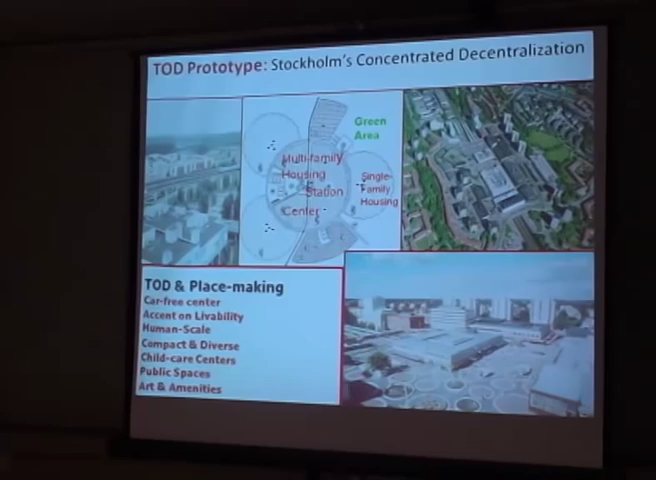 TOD Prototype: Stockholm's Concentrated Decentralization
Green
Area
Multi-family
Housing
Station
Center
Single-
Family
Housing
TOD & Place-making
Car-free center
Accent on Livability
Human-Scale
Compact & Diverse
Child-care Centers
Public Spaces
Art & Amenities